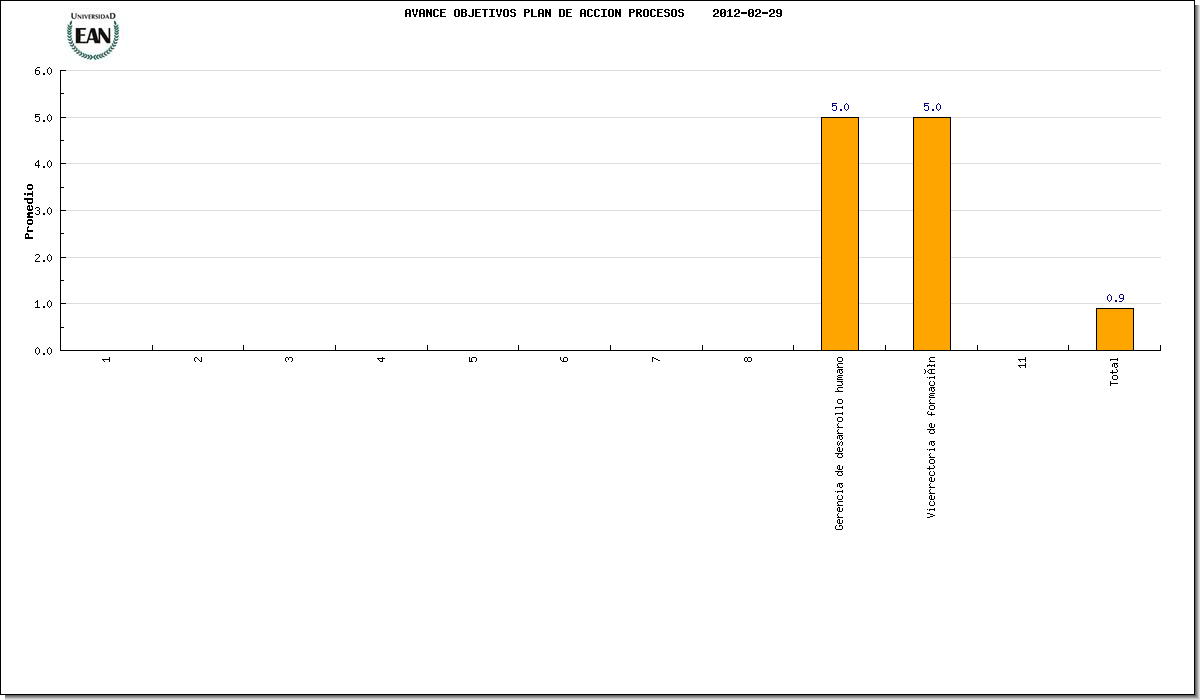 UNIVERSIDAD
EAN
AVANCE OBJETIVOS PLAN DE ACCION PROCESOS 2012-02-29
Promedio
6.0
5.0
4.0
3.0
2.0
1.0
0.0
5.0
5.0
0.9
1
2
3
4
5
6
7
8
Gerencia de desarrollo humano
Vicerrectoria de formaciĂłn
11
Total